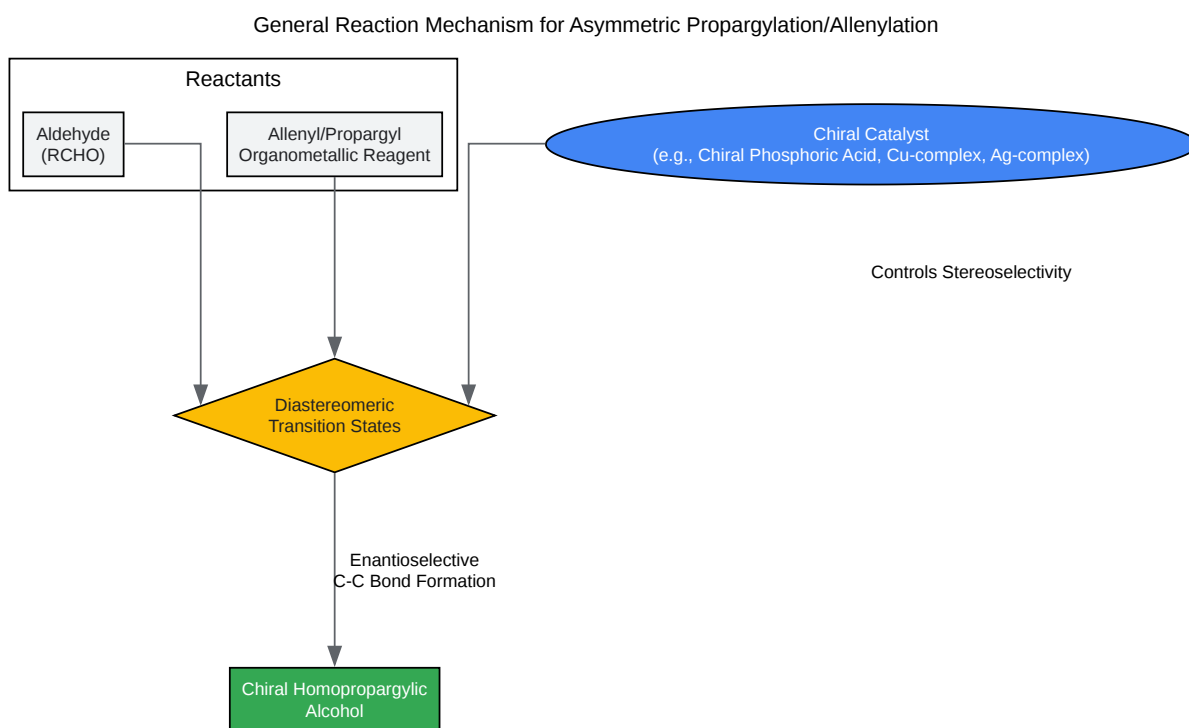 General Reaction Mechanism for Asymmetric Propargylation/Allenylation
Reactants
Aldehyde
(RCHO)
Allenyl/Propargyl
Organometallic Reagent
Chiral Catalyst
(e.g., Chiral Phosphoric Acid, Cu-complex, Ag-complex)
Controls Stereoselectivity
Diastereomeric
Transition States
Enantioselective
C-C Bond Formation
Chiral Homopropargylic
Alcohol